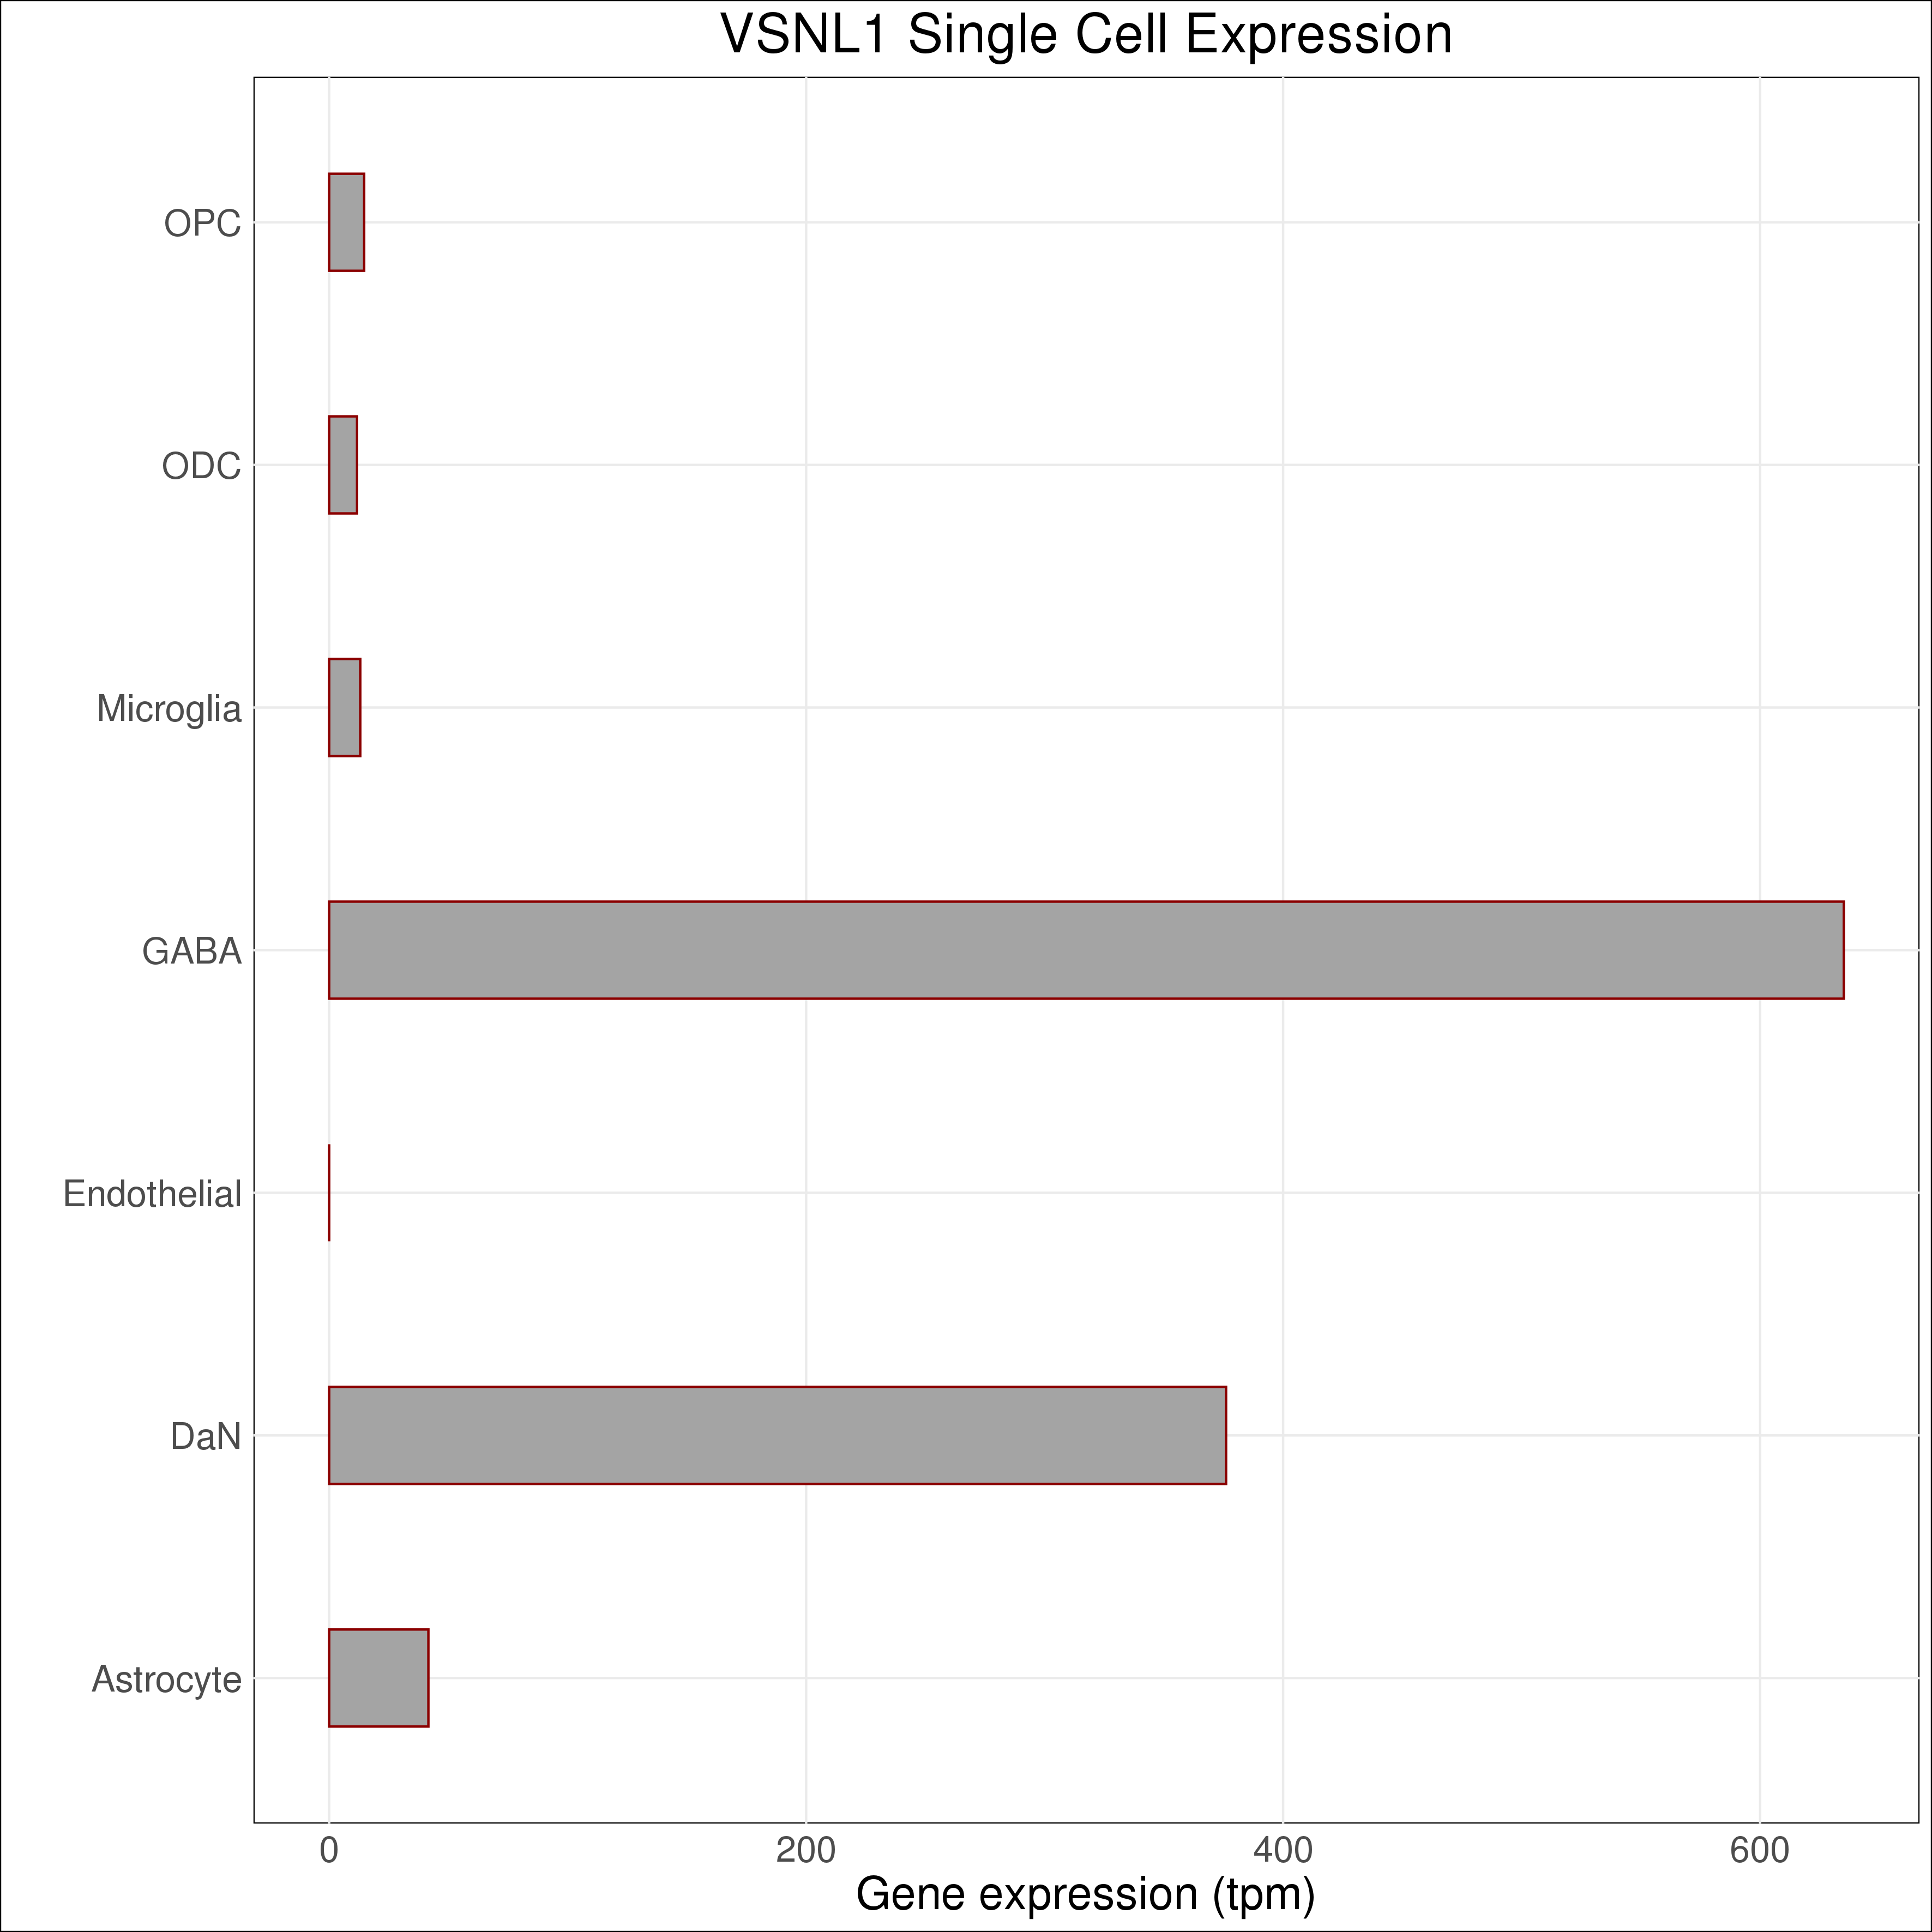 VSNL1 Single Cell Expression
OPC
ODC
Microglia
GABA
Endothelial
DaN
Astrocyte
0 200 400 600
Gene expression (tpm)